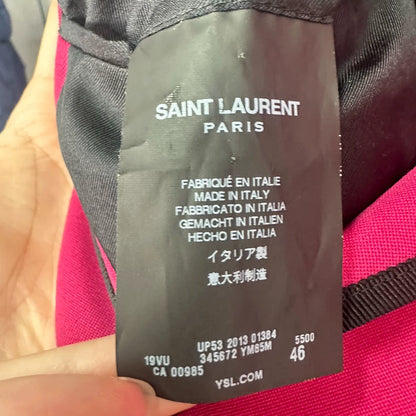 SAINT LAURENT
PARIS
FABRIQUÉ EN ITALIE
MADE IN ITALY
FABBRICATO IN ITALIA
GEMACHT IN ITALIEN
HECHO EN ITALIA
イタリア製
意大利制造
UP53 2013 01384 5500
19VU 345672 YM65M 46
CA 00985
YSL.COM